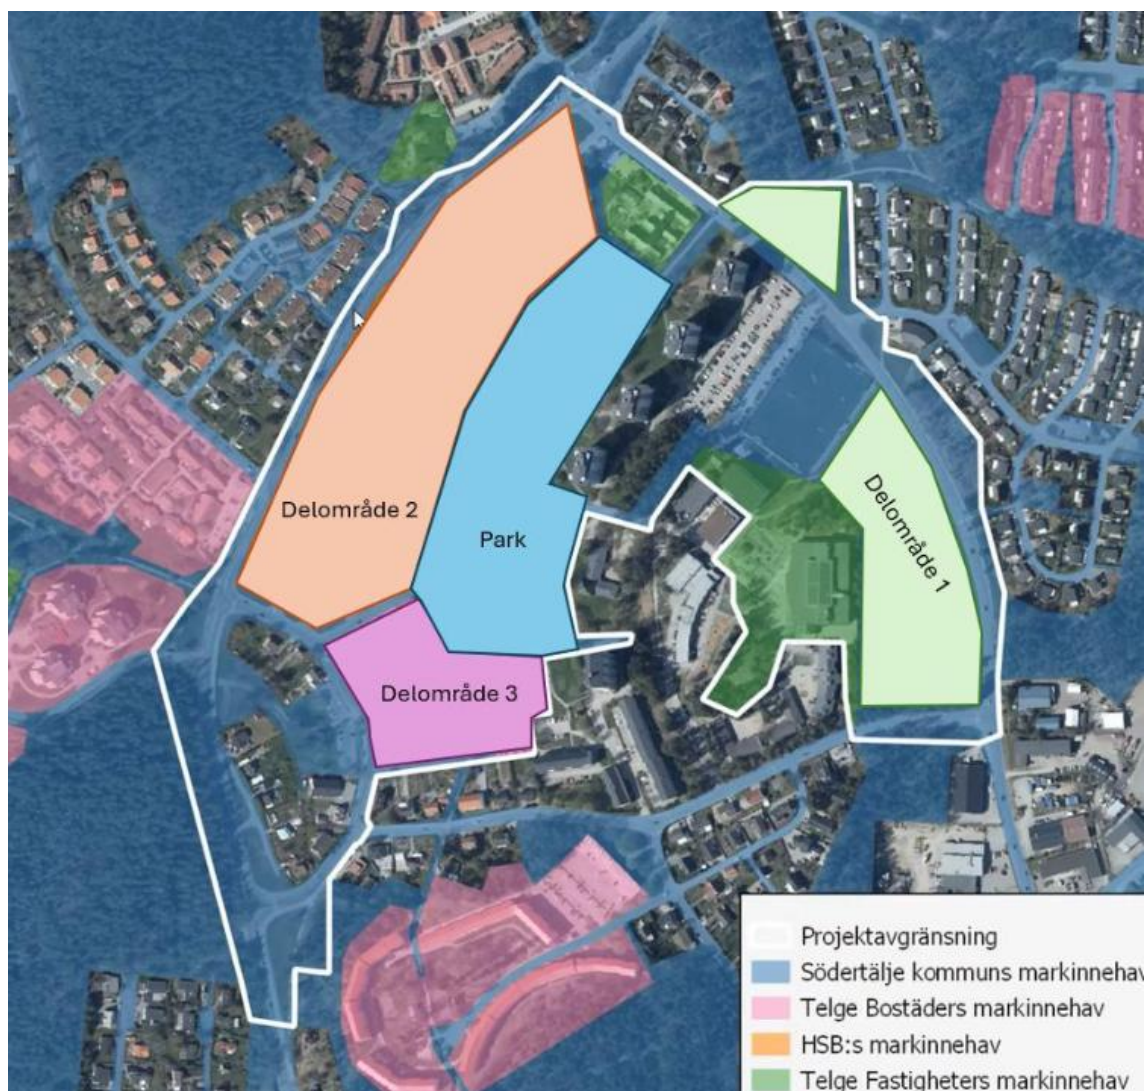 Delområde 2
Park
Delområde 1
Delområde 3
Projektavgränsning
Södertälje kommuns markinnehav
Telge Bostäders markinnehav
HSB:s markinnehav
Telge Fastigheters markinnehav